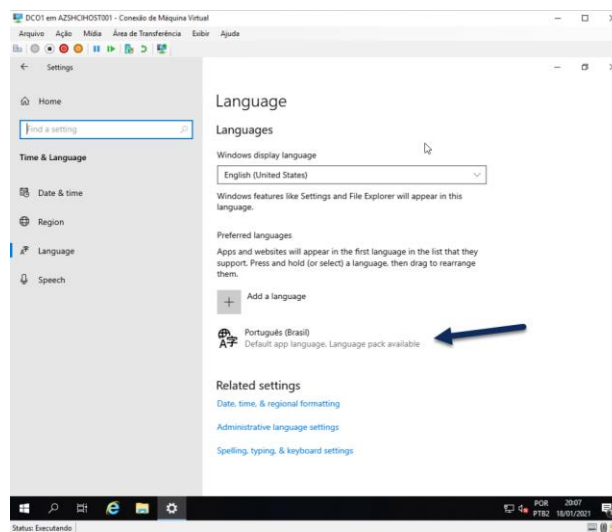 DCO1 em AZSHCIHOST001 - Conexão de Máquina Virtual
Arquivo Ação Mídia Área de Transferência Exibir Ajuda
Settings
Home
Find a setting
Time & Language
Date & time
Region
Language
Speech
Language
Languages
Windows display language
English (United States)
Windows features like Settings and File Explorer will appear in this
language.
Preferred languages
Apps and websites will appear in the first language in the list that they
support. Press and hold (or select) a language, then drag to rearrange
them.
Add a language
Português (Brasil)
Default app language, Language pack available
Related settings
Date, time, & regional formatting
Administrative language settings
Spelling, typing, & keyboard settings
POR 20:07
PTB2 18/01/2021
Status: Executando